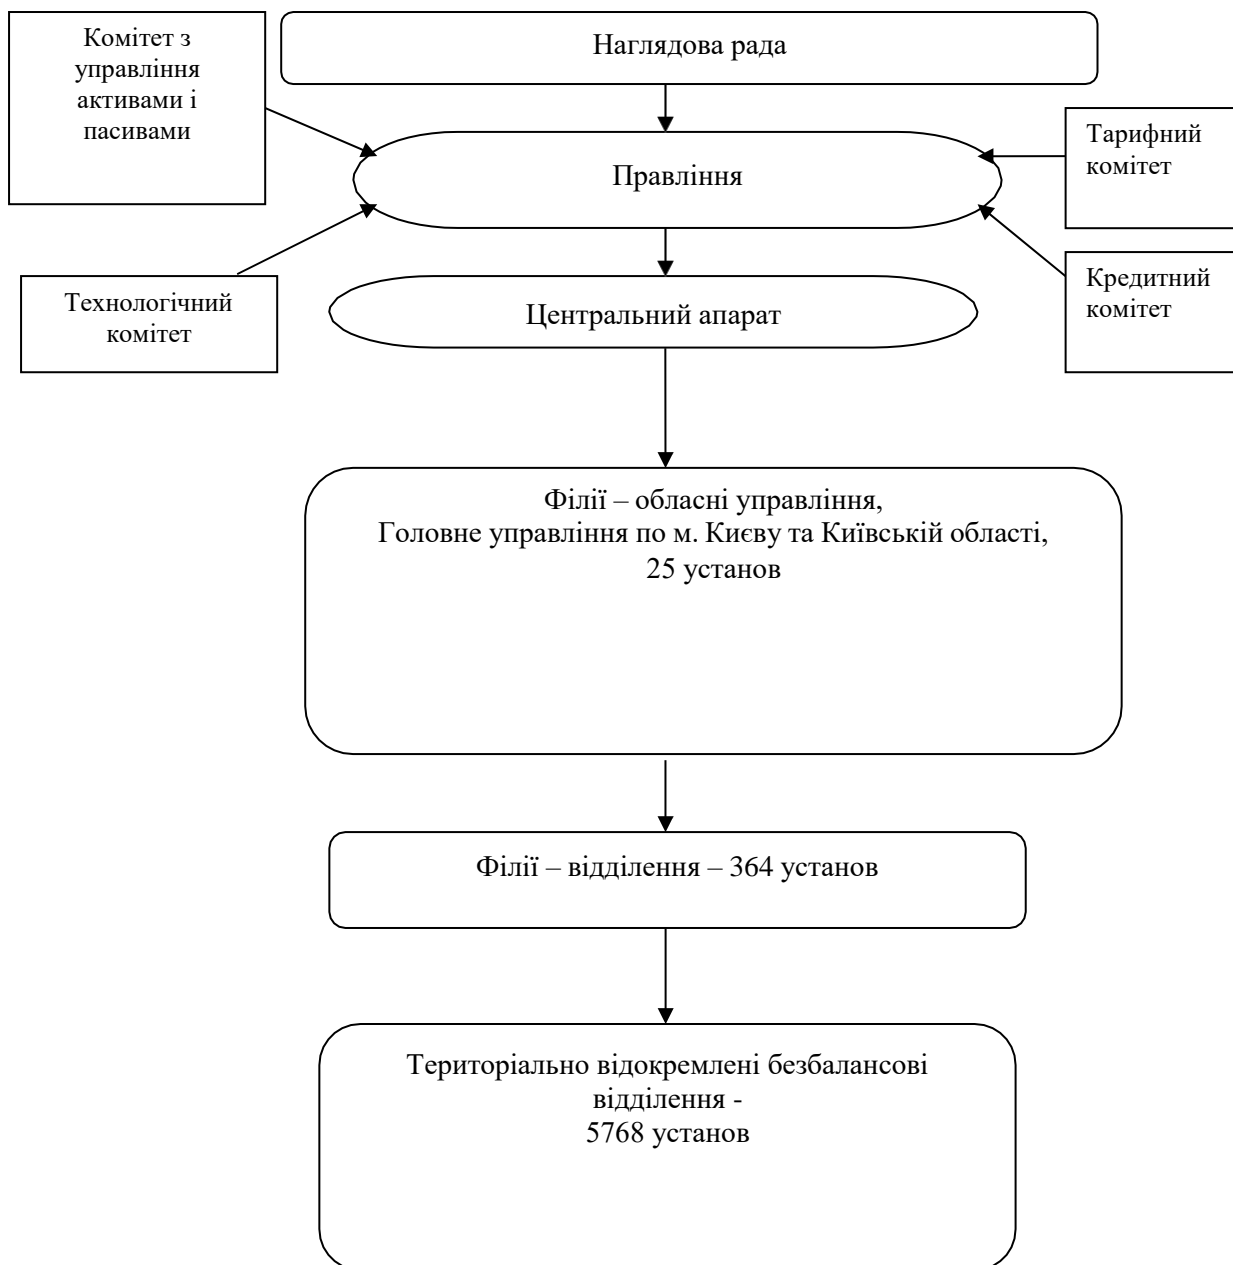 Комітет з
управління
активами і
пасивами
Наглядова рада
Тарифний
комітет
Правління
Технологічний
комітет
Центральний апарат
Кредитний
комітет
Філії – обласні управління,
Головне управління по м. Києву та Київській області,
25 установ
Філії – відділення – 364 установ
Територіально відокремлені безбалансові
відділення -
5768 установ